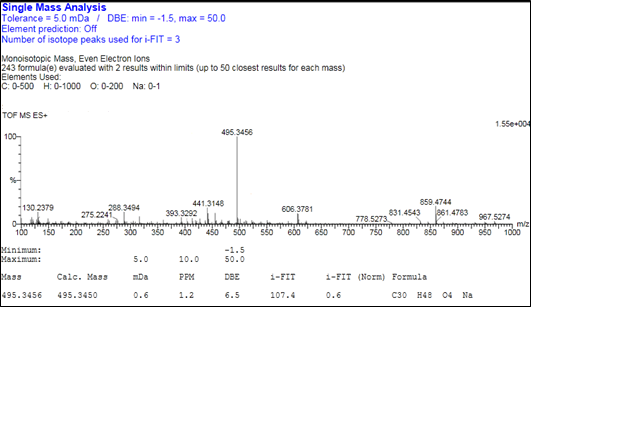 Single Mass Analysis
Tolerance = 5.0 mDa / DBE: min = -1.5, max = 50.0
Element prediction: Off
Number of isotope peaks used for i-FIT = 3
Monoisotopic Mass, Even Electron Ions
243 formula(e) evaluated with 2 results within limits (up to 50 closest results for each mass)
Elements Used:
C: 0-500 H: 0-1000 O: 0-200 Na: 0-1
TOF MS ES+
1.55e+004
100
%
0
130.2379
275.2241
288.3494
393.3292
441.3148
495.3456
606.3781
778.5273
831.4543
859.4744
861.4783
967.5274
m/z
100 150 200 250 300 350 400 450 500 550 600 650 700 750 800 850 900 950 1000
Minimum: -1.5
Maximum: 5.0 10.0 50.0
Mass Calc. Mass mDa PPM DBE i-FIT i-FIT (Norm) Formula
495.3456 495.3450 0.6 1.2 6.5 107.4 0.6 C30 H48 O4 Na